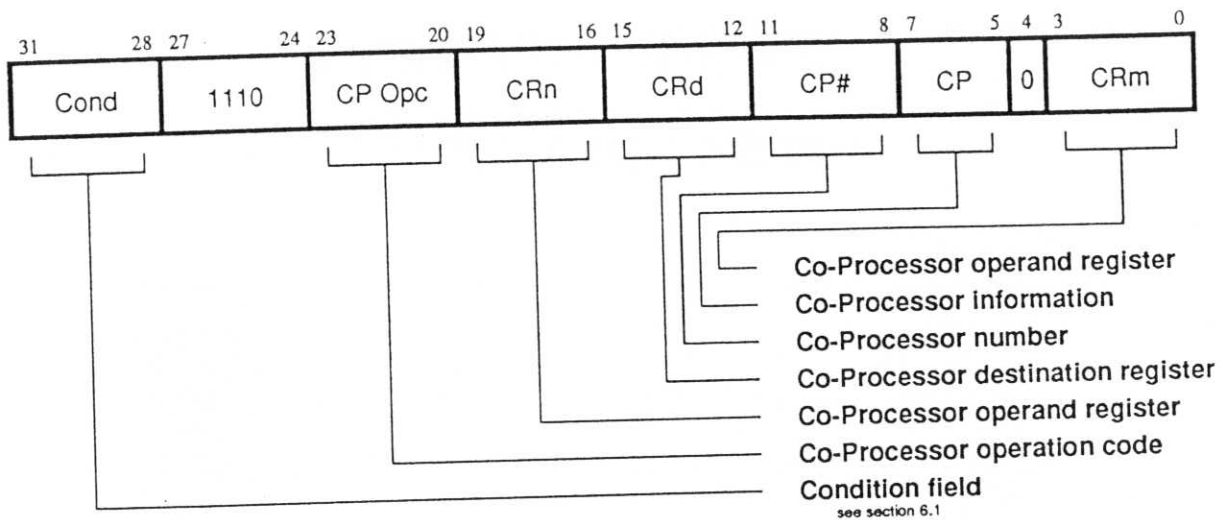 31 28 27 24 23 20 19 16 15 12 11 8 7 5 4 3 0
Cond 1110 CP Opc CRn CRd CP# CP 0 CRm
Co-Processor operand register
Co-Processor information
Co-Processor number
Co-Processor destination register
Co-Processor operand register
Co-Processor operation code
Condition field
see section 6.1